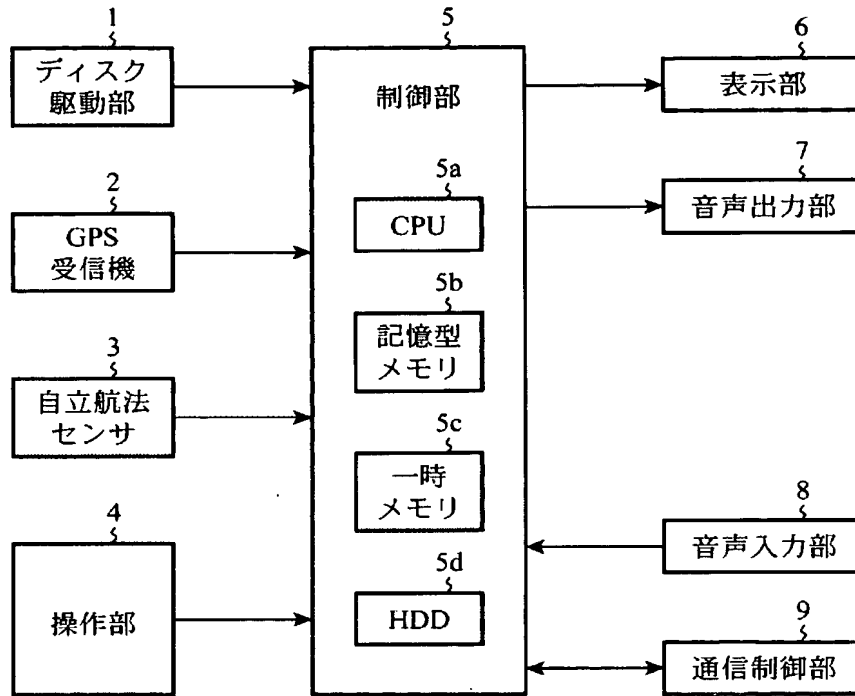 1
ディスク
駆動部
2
GPS
受信機
3
自立航法
センサ
4
操作部
5
制御部
5a
CPU
5b
記憶型
メモリ
5c
一時
メモリ
5d
HDD
6
表示部
7
音声出力部
8
音声入力部
9
通信制御部